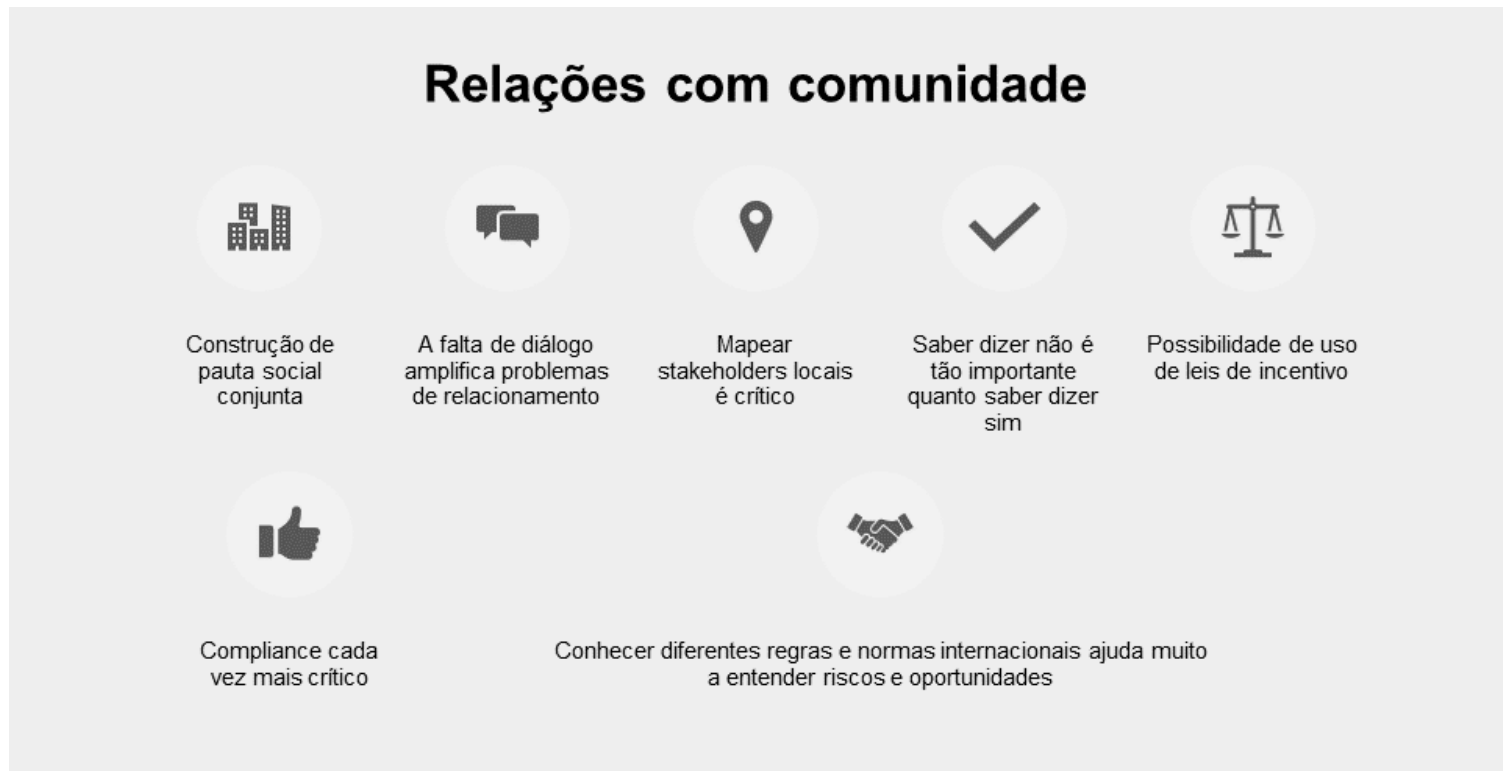 Relações com comunidade
Construção de
pauta social
conjunta
A falta de diálogo
amplifica problemas
de relacionamento
Mapear
stakeholders locais
é crítico
Saber dizer não é
tão importante
quanto saber dizer
sim
Possibilidade de uso
de leis de incentivo
Compliance cada
vez mais crítico
Conhecer diferentes regras e normas internacionais ajuda muito
a entender riscos e oportunidades